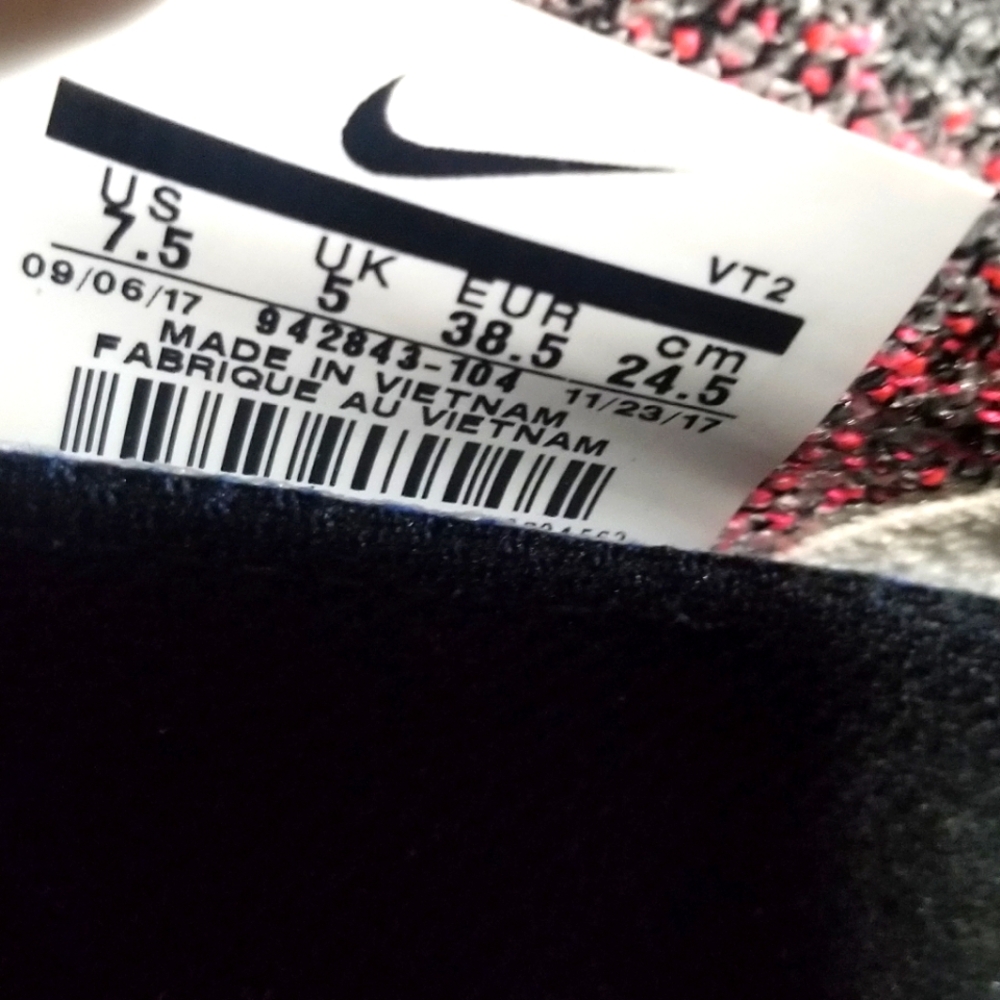 VT2
US UK EUR cm
7.5 5 38.5 24.5
09/06/17 942843-104 11/23/17
MADE IN VIETNAM
FABRIQUE AU VIETNAM